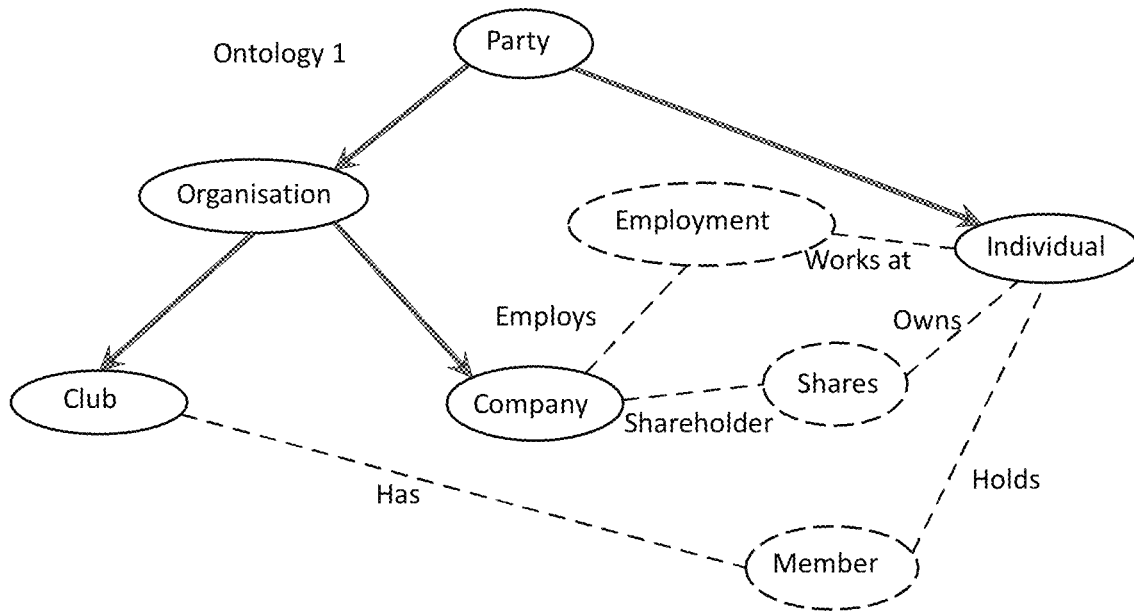 Party
Ontology 1
Organisation
Employment
Individual
Works at
Employs
Owns
Club
Company
Shares
Shareholder
Has
Holds
Member